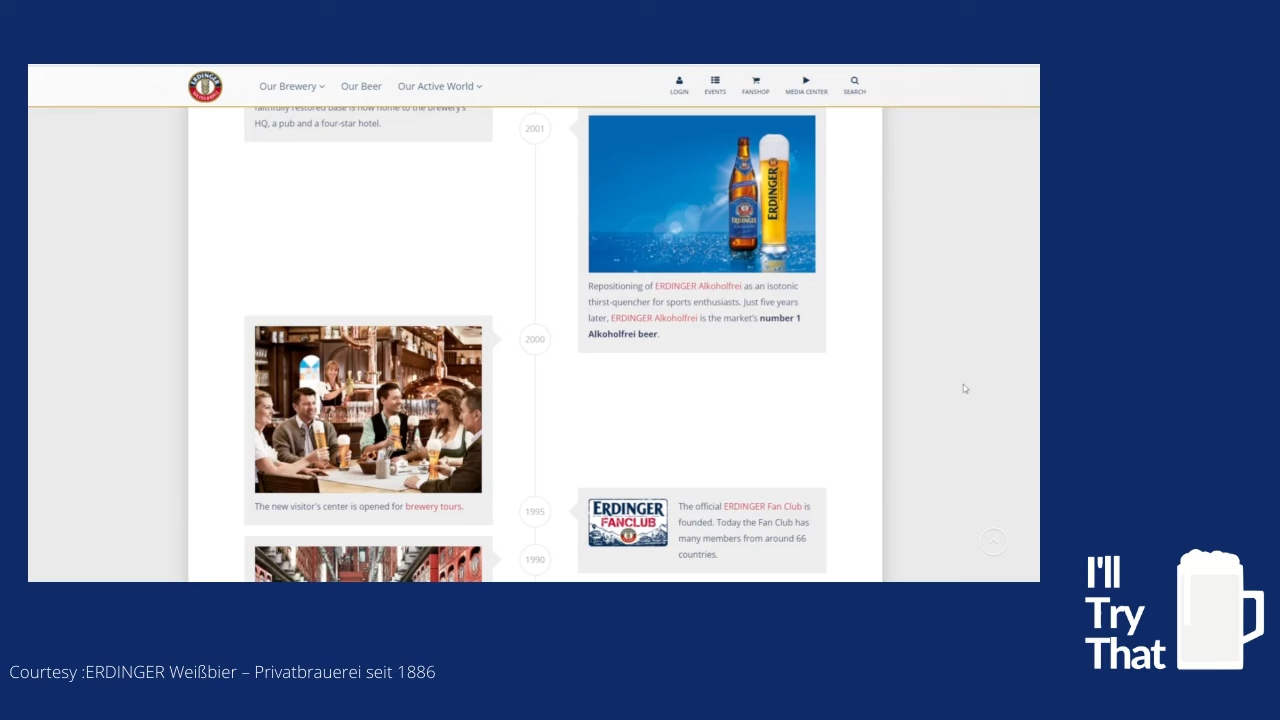 ERDINGER
Our Brewery
Our Beer
Our Active World
LOGIN
EVENTS
FANSHOP
MEDIA CENTER
SEARCH
faithfully restored base is now home to the brewery's
HQ, a pub and a four-star hotel.
2001
ERDINGER
ERDINGER
Repositioning of ERDINGER Alkoholfrei as an isotonic
thirst-quencher for sports enthusiasts. Just five years
later, ERDINGER Alkoholfrei is the market's number 1
Alkoholfrei beer.
2000
The new visitor's center is opened for brewery tours.
1995
ERDINGER
FANCLUB
The official ERDINGER Fan Club is
founded. Today the Fan Club has
many members from around 66
countries.
1990
I'll
Try
That
Courtesy :ERDINGER Weißbier – Privatbrauerei seit 1886